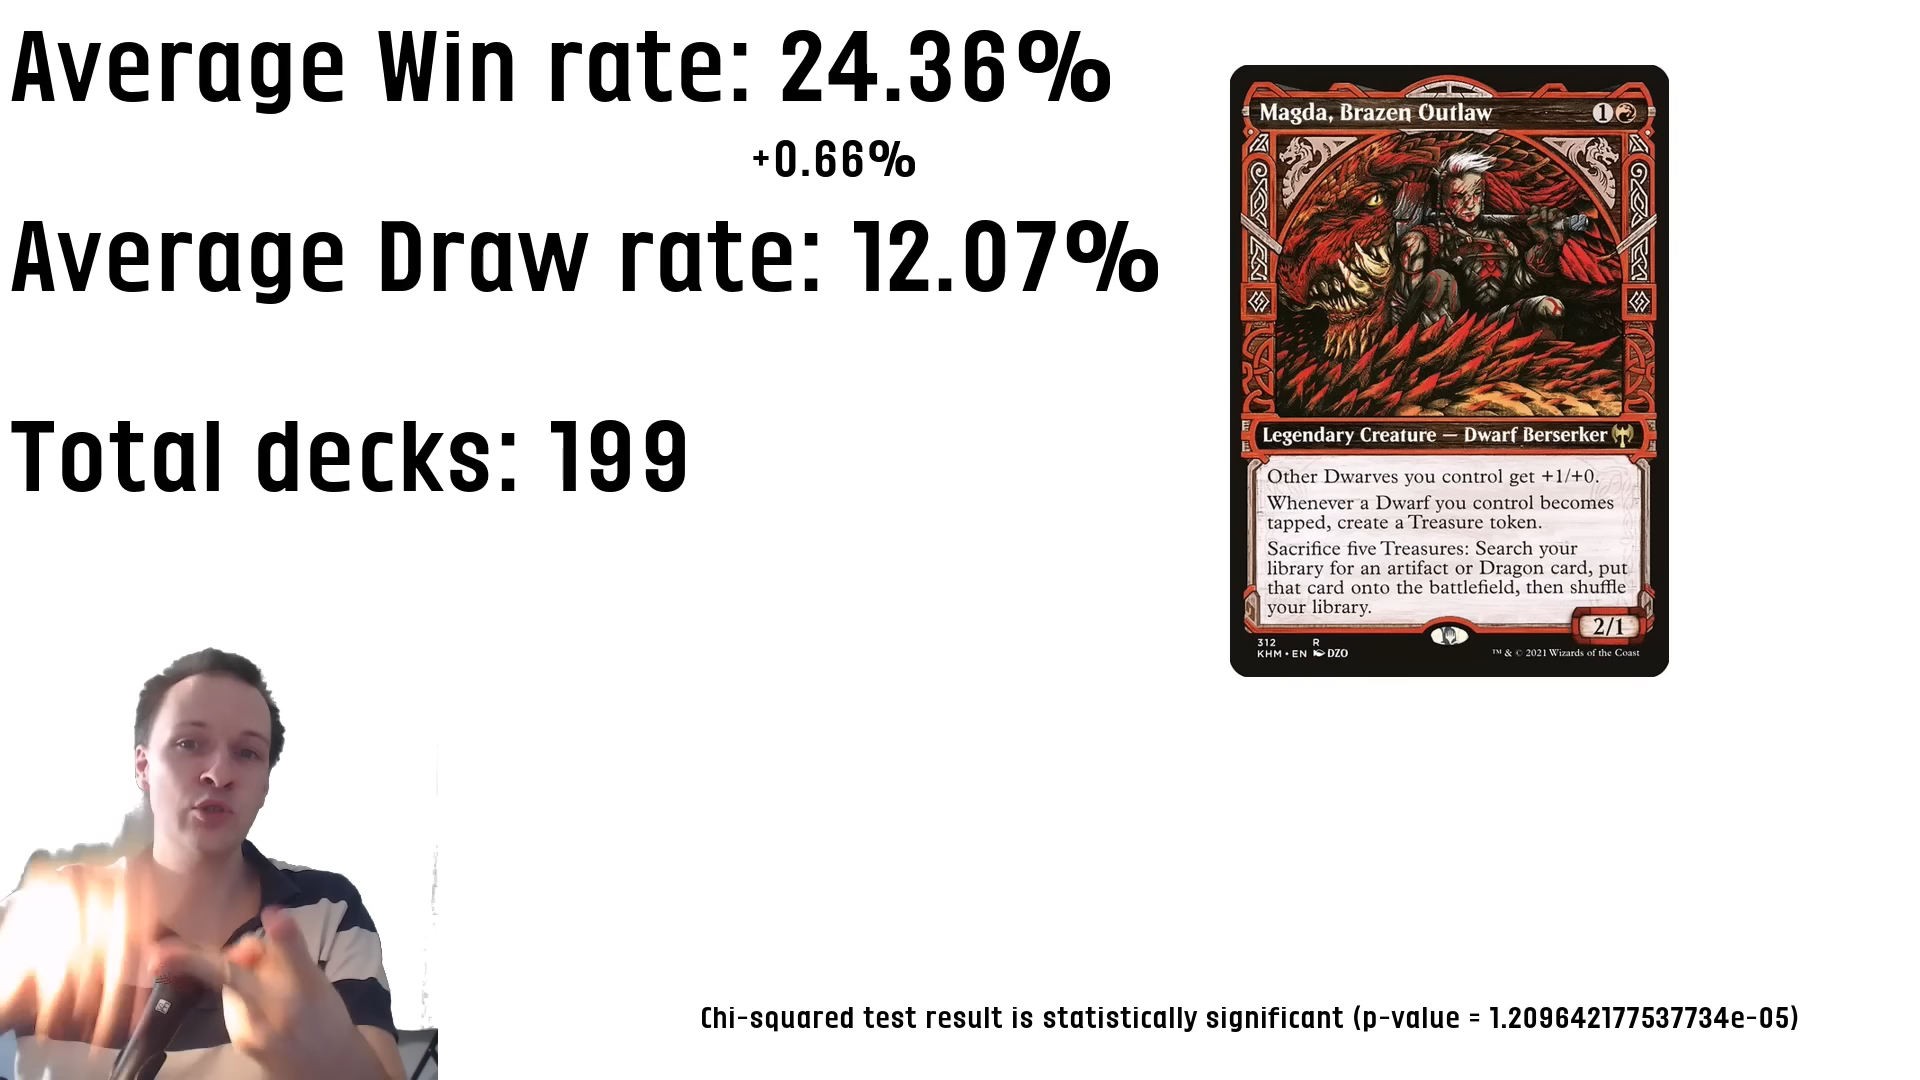 Average Win rate: 24.36%
+0.66%
Average Draw rate: 12.07%
Total decks: 199
Magda, Brazen Outlaw 1
Legendary Creature — Dwarf Berserker
Other Dwarves you control get +1/+0.
Whenever a Dwarf you control becomes
tapped, create a Treasure token.
Sacrifice five Treasures: Search your
library for an artifact or Dragon card, put
that card onto the battlefield, then shuffle
your library.
2/1
312 R
KHM • EN DZO
™ & © 2021 Wizards of the Coast
Chi-squared test result is statistically significant (p-value = 1.209642177537734e-05)